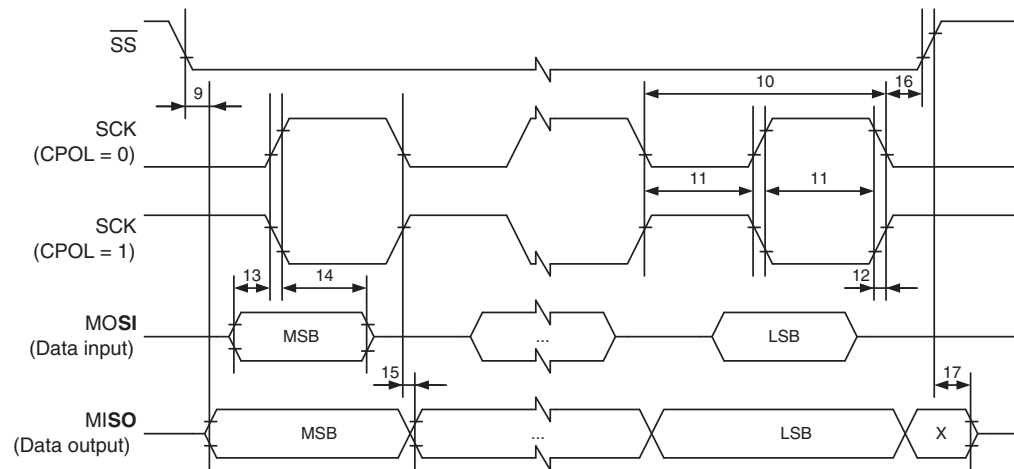 SS
9
10
16
SCK
(CPOL = 0)
11
11
SCK
(CPOL = 1)
12
13
14
MOSI
(Data input)
MSB
...
LSB
15
17
MISO
(Data output)
MSB
...
LSB
X